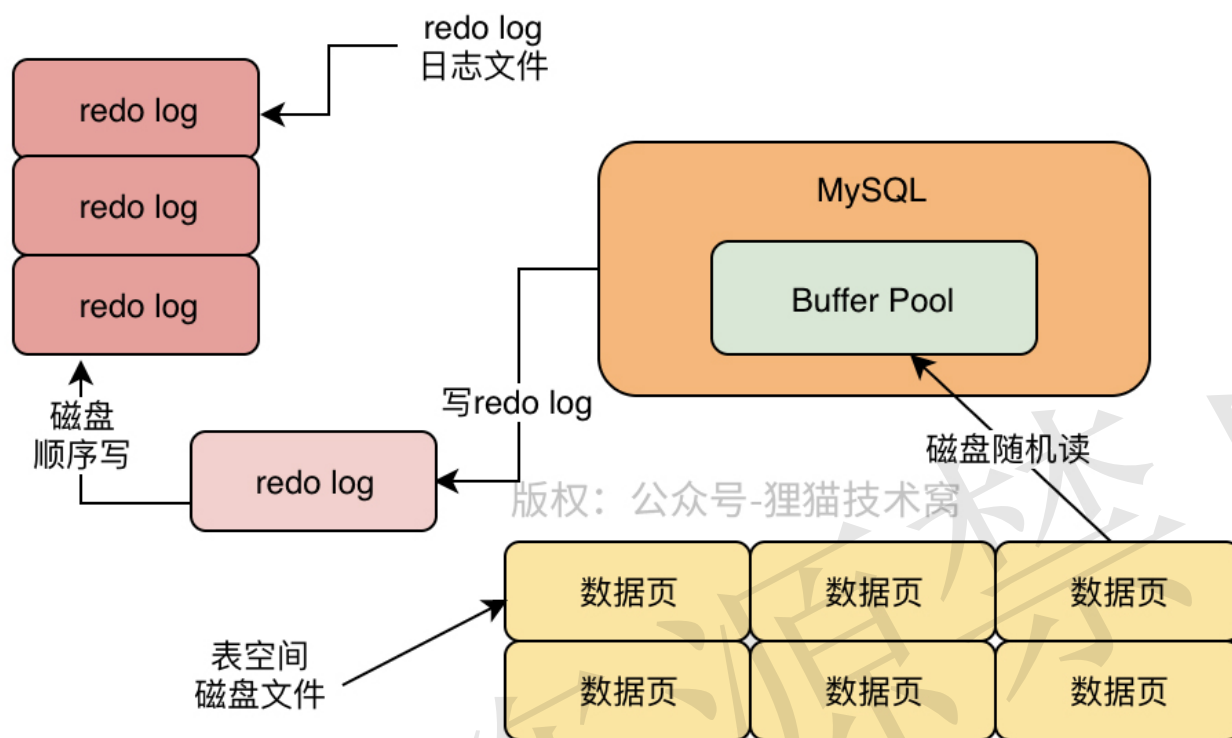 redo log
日志文件
redo log
redo log
redo log
MySQL
Buffer Pool
写redo log
磁盘
顺序写
redo log
磁盘随机读
版权：公众号-狸猫技术窝
数据页
数据页
数据页
表空间
磁盘文件
数据页
数据页
数据页
源禁